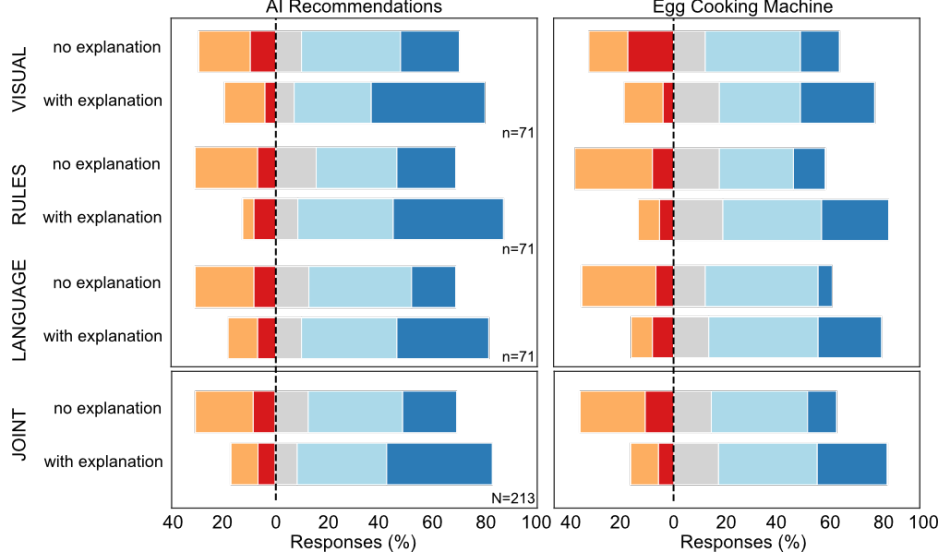 AI Recommendations
Egg Cooking Machine
VISUAL
no explanation
with explanation
n=71
RULES
no explanation
with explanation
n=71
LANGUAGE
no explanation
with explanation
n=71
JOINT
no explanation
with explanation
N=213
40 20 0 20 40 60 80 100
40 20 0 20 40 60 80 100
Responses (%)
Responses (%)